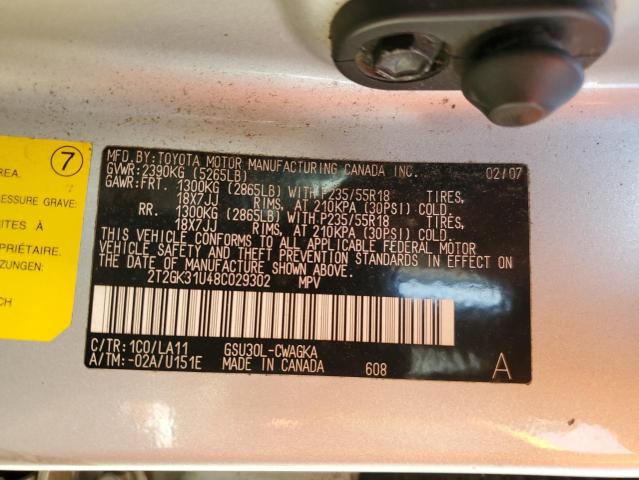 7
REA.
ESSURE GRAVE:
ITES À
OPRIÉTAIRE.
ZUNGEN:
CH
MFD. BY: TOYOTA MOTOR MANUFACTURING CANADA INC. 02/07
GVWR: 2390KG (5265LB)
GAWR: FRT. 1300KG (2865LB) WITH P235/55R18 TIRES,
18X7JJ RIMS, AT 210KPA (30PSI) COLD.
RR. 1300KG (2865LB) WITH P235/55R18 TIRES,
18X7JJ RIMS, AT 210KPA (30PSI) COLD.
THIS VEHICLE CONFORMS TO ALL APPLICABLE FEDERAL MOTOR
VEHICLE SAFETY AND THEFT PREVENTION STANDARDS IN EFFECT ON
THE DATE OF MANUFACTURE SHOWN ABOVE.
2T2GK31U48C029302 MPV
C/TR: 1C0/LA11 GSU30L-CWAGKA
A/TM: -02A/U151E MADE IN CANADA 608 A